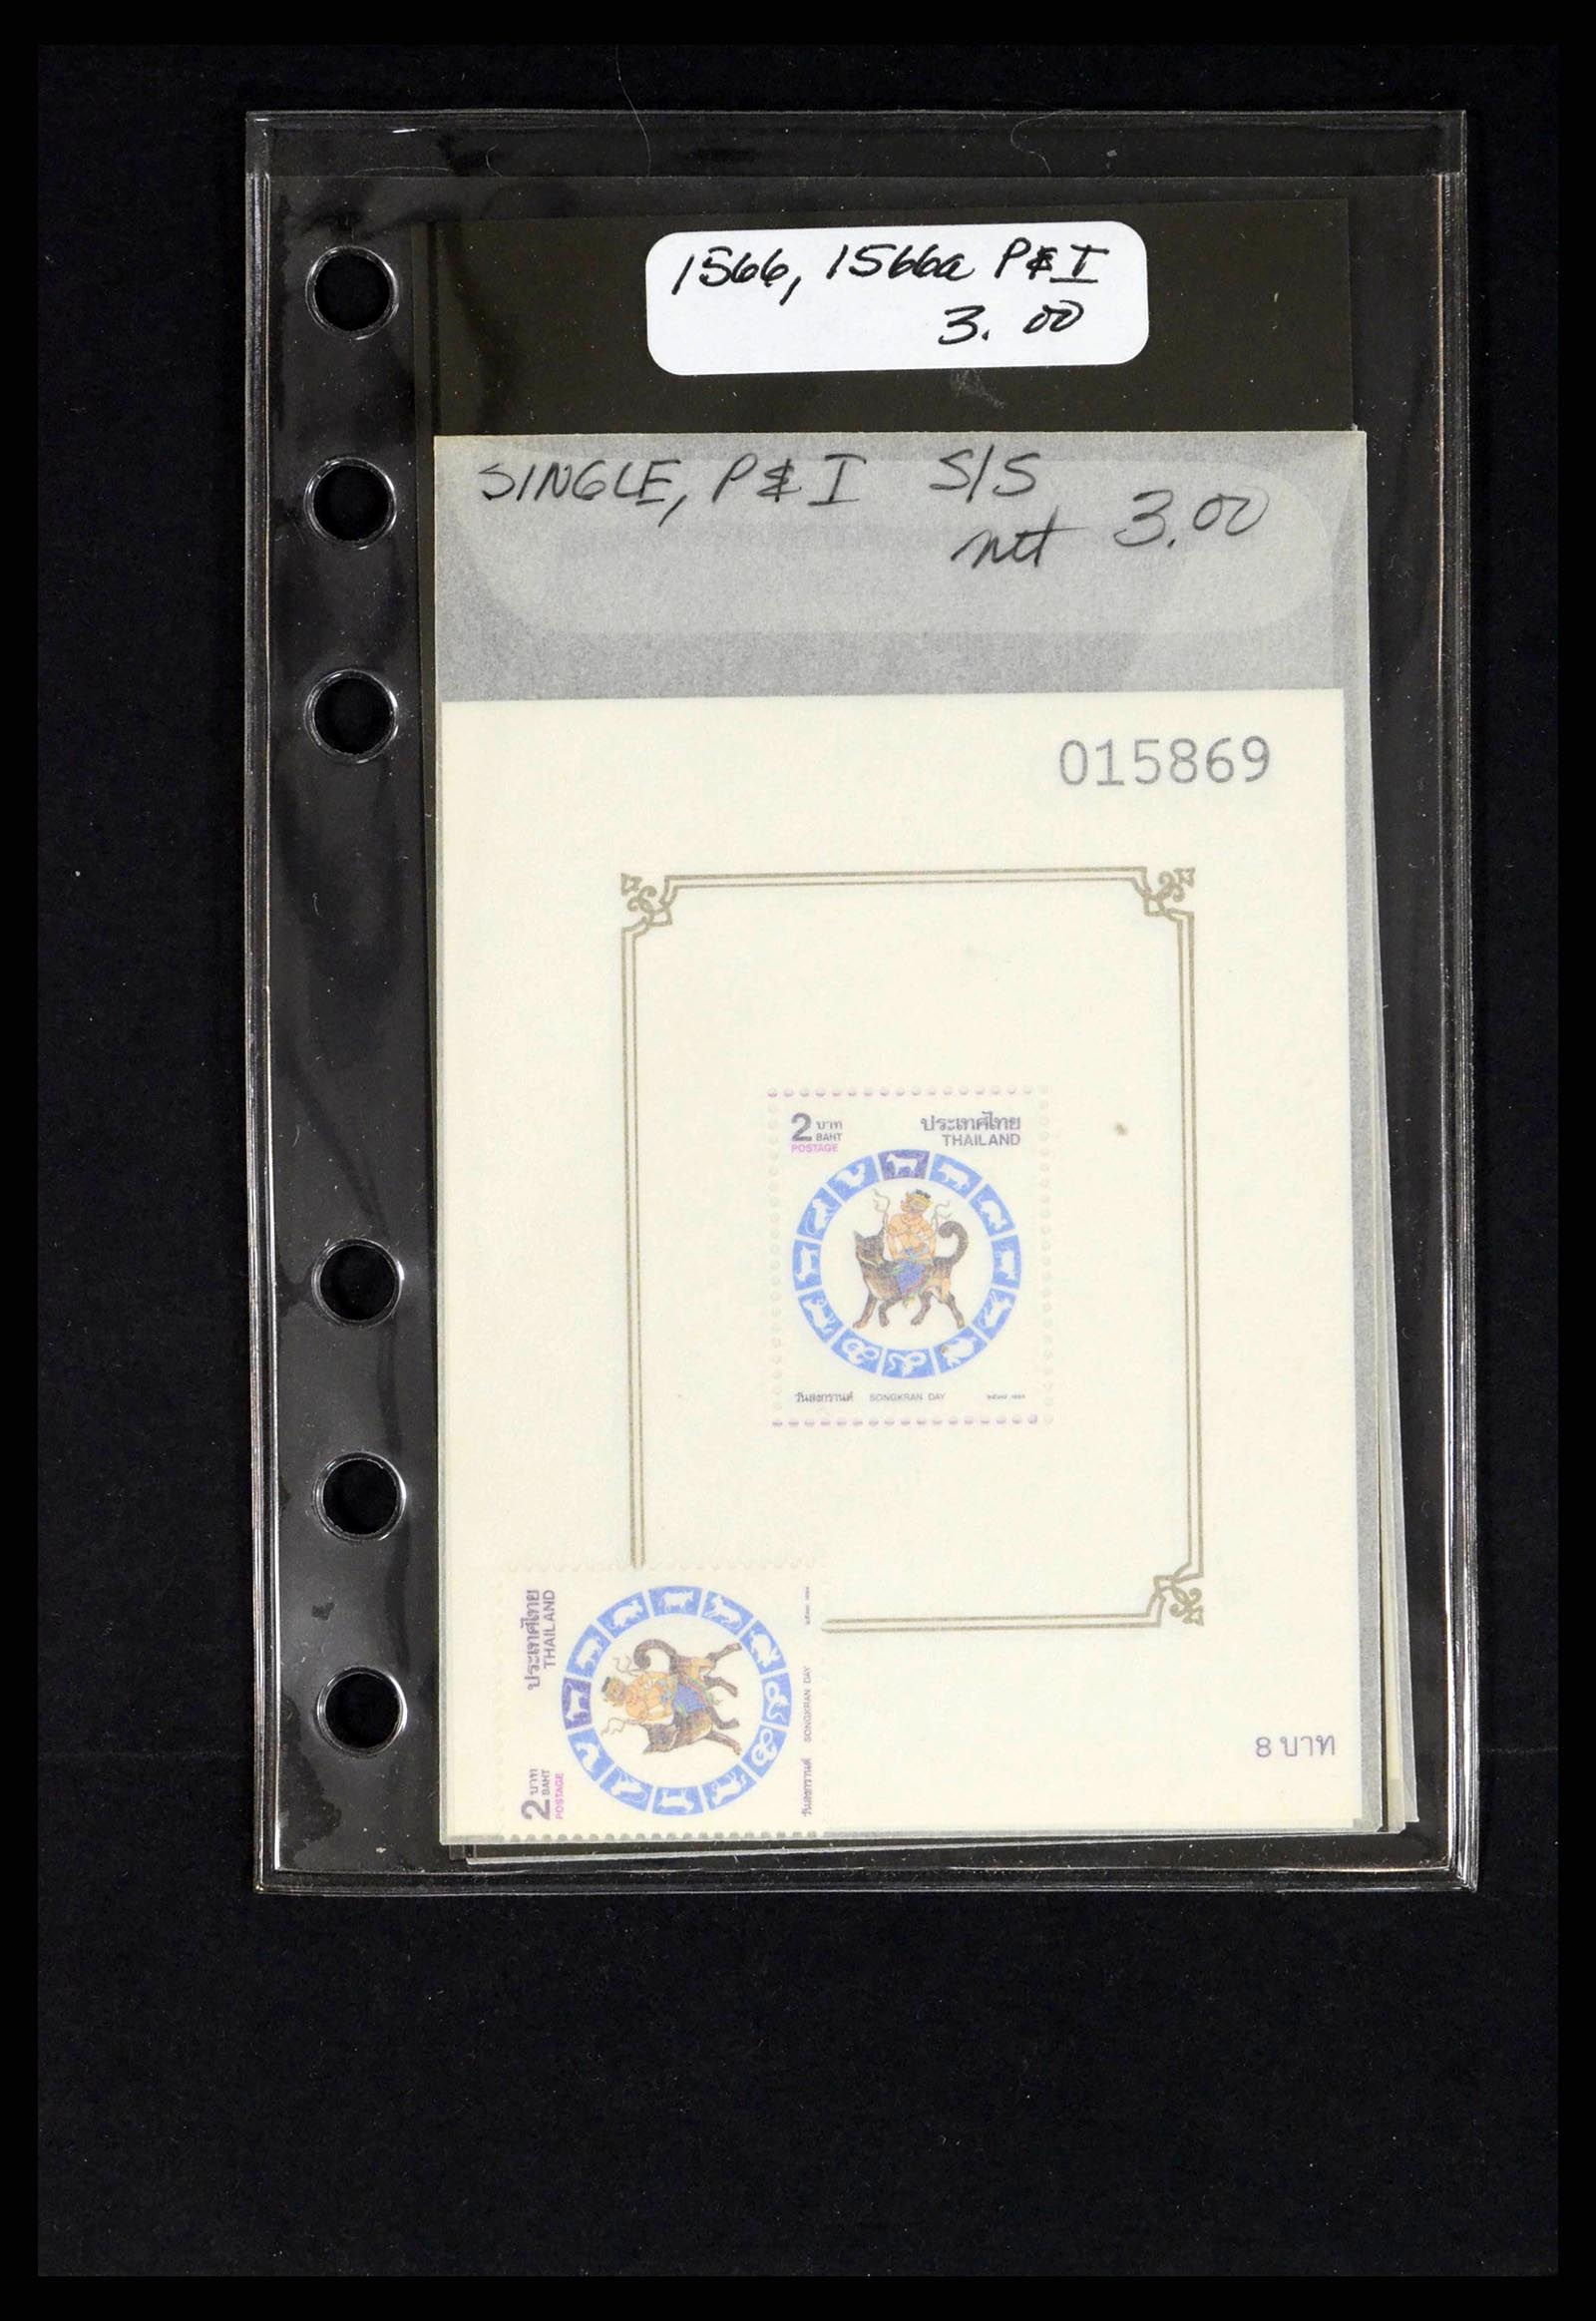 1566, 1566a P&I
3.00
SINGLE, P&I S/S
net 3.00
015869
2 บาท ประเทศไทย
BAHT THAILAND
POSTAGE
วันสงกรานต์ SONGKRAN DAY
ประเทศไทย
THAILAND
2 บาท
BAHT
POSTAGE
วันสงกรานต์ SONGKRAN DAY
8 บาท